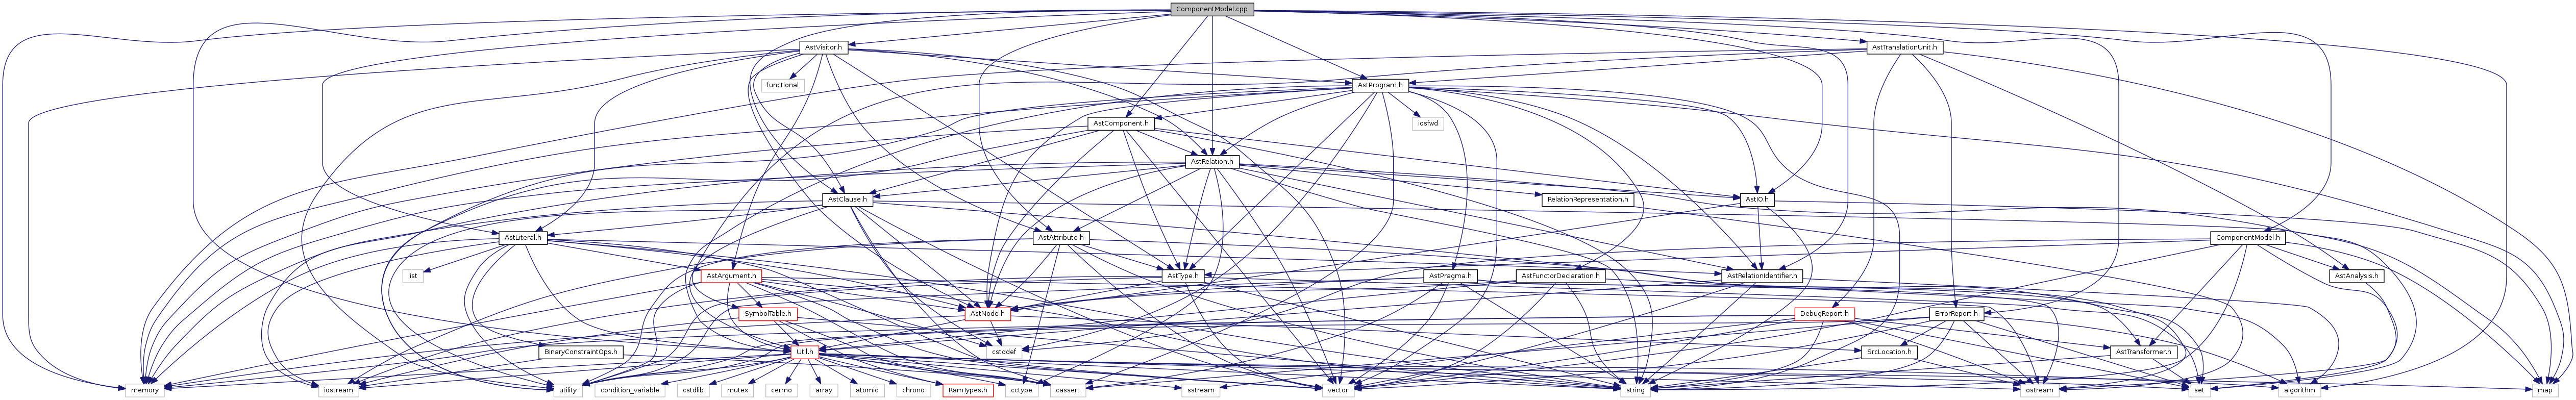 ComponentModel.cpp
AstVisitor.h
AstTranslationUnit.h
functional
AstProgram.h
AstComponent.h
iosfwd
AstRelation.h
AstClause.h
RelationRepresentation.h
AstIO.h
AstLiteral.h
AstAttribute.h
ComponentModel.h
list
AstArgument.h
AstType.h
AstPragma.h
AstFunctorDeclaration.h
AstRelationIdentifier.h
AstAnalysis.h
SymbolTable.h
AstNode.h
DebugReport.h
ErrorReport.h
BinaryConstraintOps.h
Util.h
cstddef
SrcLocation.h
AstTransformer.h
memory
iostream
utility
condition_variable
cstdlib
mutex
cerrno
array
atomic
chrono
RamTypes.h
cctype
cassert
sstream
vector
string
ostream
set
algorithm
map